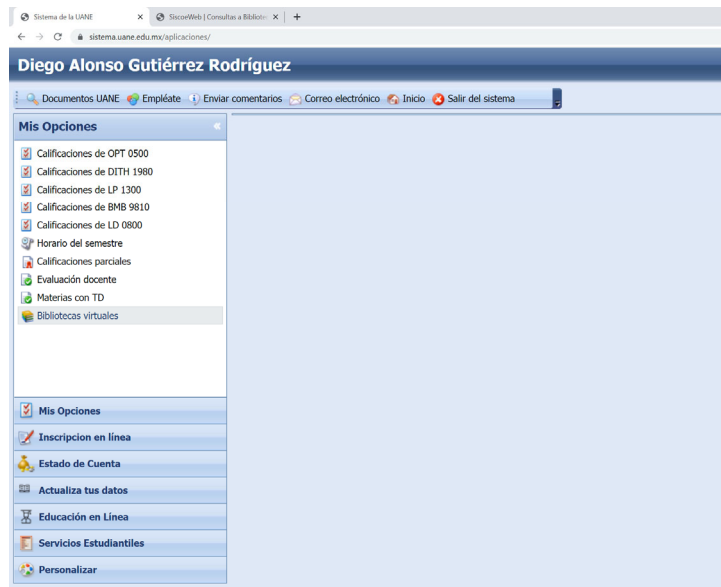 Sistema de la UANE
SiscoeWeb | Consultas a Bibliote
sistema.uane.edu.mx/aplicaciones/
Diego Alonso Gutiérrez Rodríguez
Documentos UANE Empléate Enviar comentarios Correo electrónico Inicio Salir del sistema
Mis Opciones
Calificaciones de OPT 0500
Calificaciones de DITH 1980
Calificaciones de LP 1300
Calificaciones de BMB 9810
Calificaciones de LD 0800
Horario del semestre
Calificaciones parciales
Evaluación docente
Materias con TD
Bibliotecas virtuales
Mis Opciones
Inscripcion en línea
Estado de Cuenta
Actualiza tus datos
Educación en Línea
Servicios Estudiantiles
Personalizar